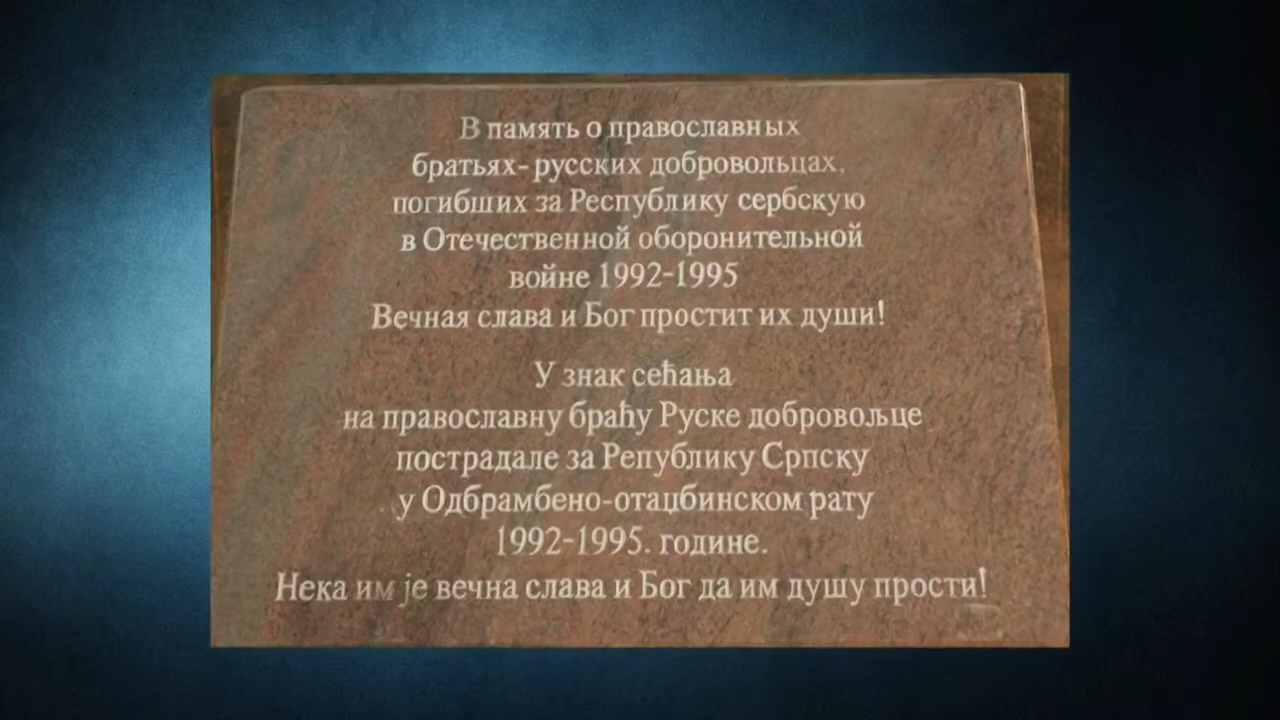 В память о православных
братьях-русских добровольцах,
погибших за Республику сербскую
в Отечественной оборонительной
войне 1992-1995
Вечная слава и Бог простит их души!
У знак сећања
на православну браћу Руске добровољце
пострадале за Републику Српску
у Одбрамбено-отаџбинском рату
1992-1995. године.
Нека им је вечна слава и Бог да им душу прости!